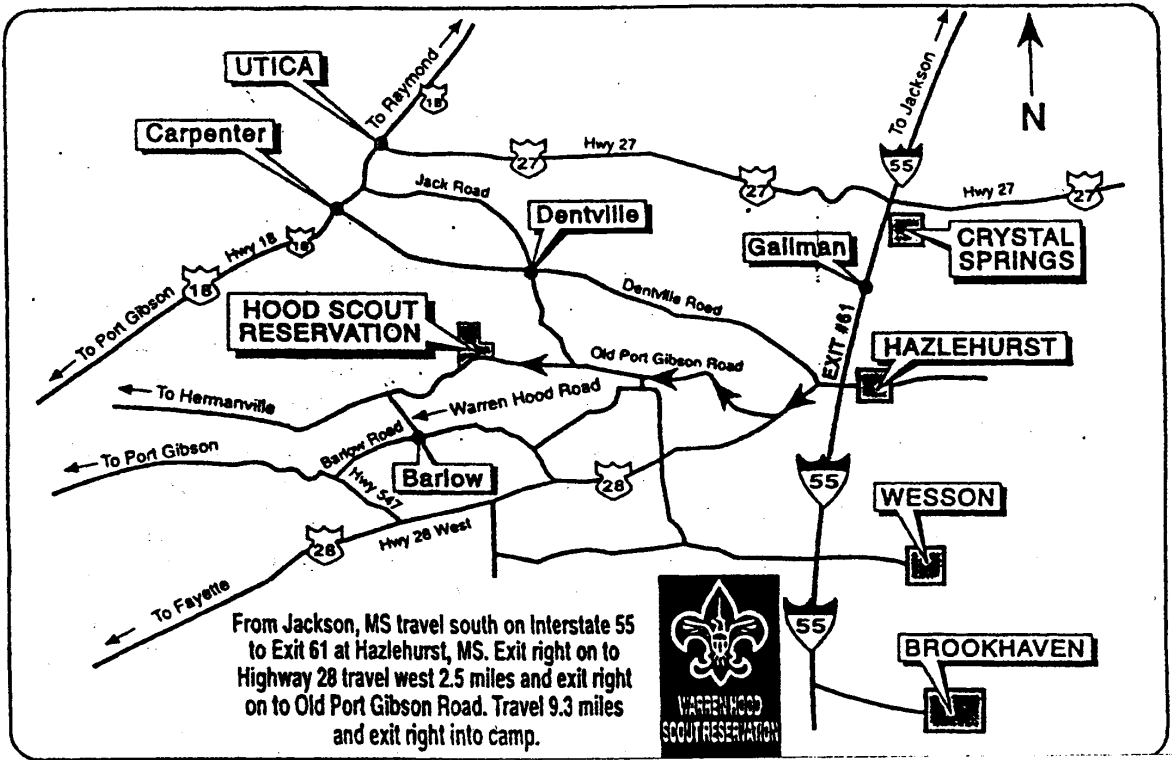 UTICA
To Raymond
18
To Jackson
N
Carpenter
Hwy 27
27
55
27
Hwy 27
27
Jack Road
Dentville
CRYSTAL
SPRINGS
Gallman
Hwy 18
18
18
To Port Gibson
HOOD SCOUT
RESERVATION
Dentville Road
EXIT #61
HAZLEHURST
Old Port Gibson Road
To Hermanville
Warren Hood Road
To Port Gibson
Barlow Road
Barlow
Hwy 547
28
55
WESSON
Hwy 28 West
28
To Fayette
55
BROOKHAVEN
From Jackson, MS travel south on Interstate 55
to Exit 61 at Hazlehurst, MS. Exit right on to
Highway 28 travel west 2.5 miles and exit right
on to Old Port Gibson Road. Travel 9.3 miles
and exit right into camp.
WARREN HOOD
SCOUT RESERVATION